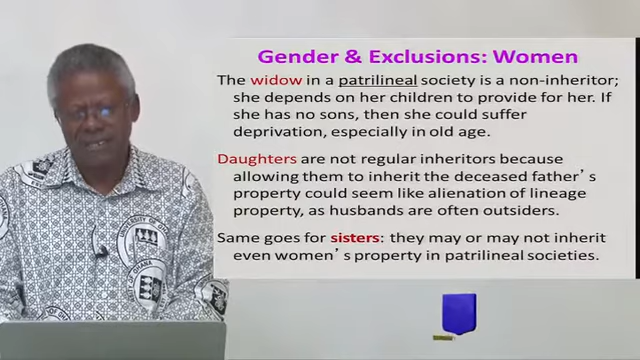 Gender & Exclusions: Women
The widow in a patrilineal society is a non-inheritor;
she depends on her children to provide for her. If
she has no sons, then she could suffer
deprivation, especially in old age.
Daughters are not regular inheritors because
allowing them to inherit the deceased father's
property could seem like alienation of lineage
property, as husbands are often outsiders.
Same goes for sisters: they may or may not inherit
even women's property in patrilineal societies.